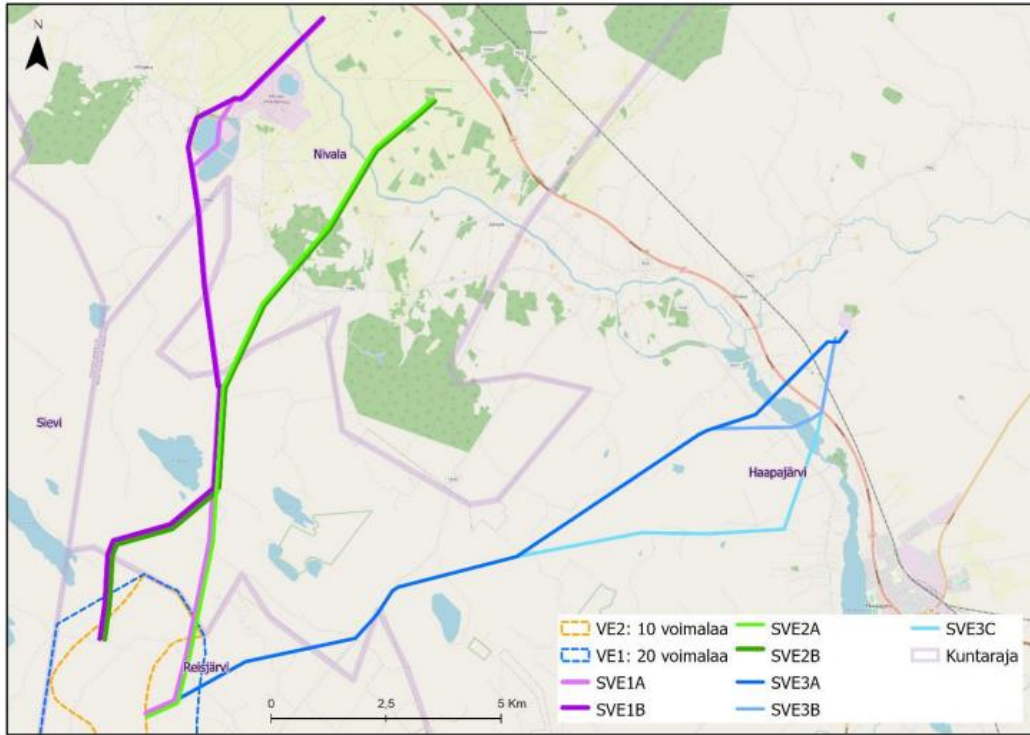 N
Nivala
Sievi
Haapajärvi
Reisjärvi
0 2,5 5 Km
VE2: 10 voimalaa
VE1: 20 voimalaa
SVE1A
SVE1B
SVE2A
SVE2B
SVE3A
SVE3B
SVE3C
Kuntaraja